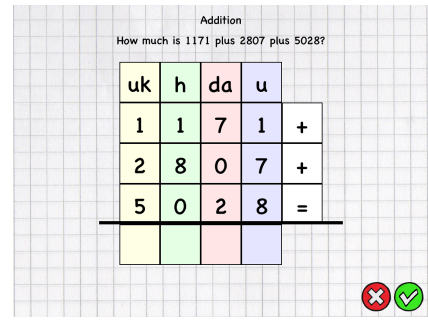 Addition
How much is 1171 plus 2807 plus 5028?
uk h da u
1 1 7 1 +
2 8 0 7 +
5 0 2 8 =